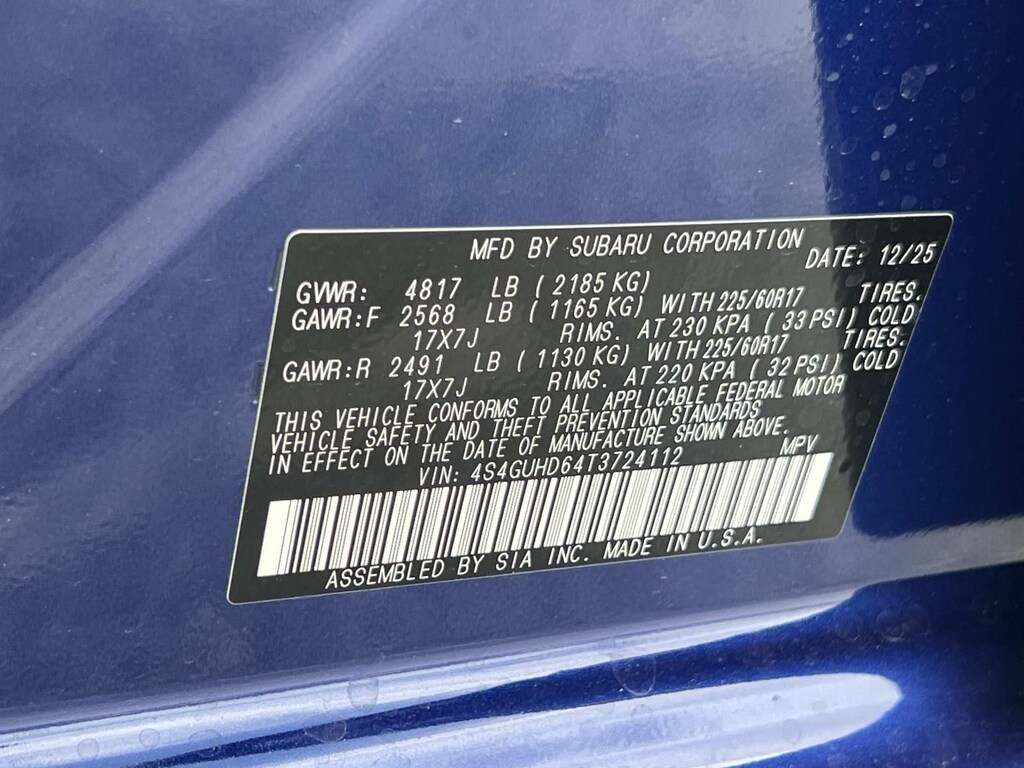 MFD BY SUBARU CORPORATION DATE: 12/25
GVWR: 4817 LB ( 2185 KG)
GAWR:F 2568 LB ( 1165 KG) WITH 225/60R17 TIRES.
17X7J RIMS. AT 230 KPA ( 33 PSI) COLD
GAWR:R 2491 LB ( 1130 KG) WITH 225/60R17 TIRES.
17X7J RIMS. AT 220 KPA ( 32 PSI) COLD
THIS VEHICLE CONFORMS TO ALL APPLICABLE FEDERAL MOTOR
VEHICLE SAFETY AND THEFT PREVENTION STANDARDS
IN EFFECT ON THE DATE OF MANUFACTURE SHOWN ABOVE.
VIN: 4S4GUHD64T3724112 MPV
ASSEMBLED BY SIA INC. MADE IN U.S.A.